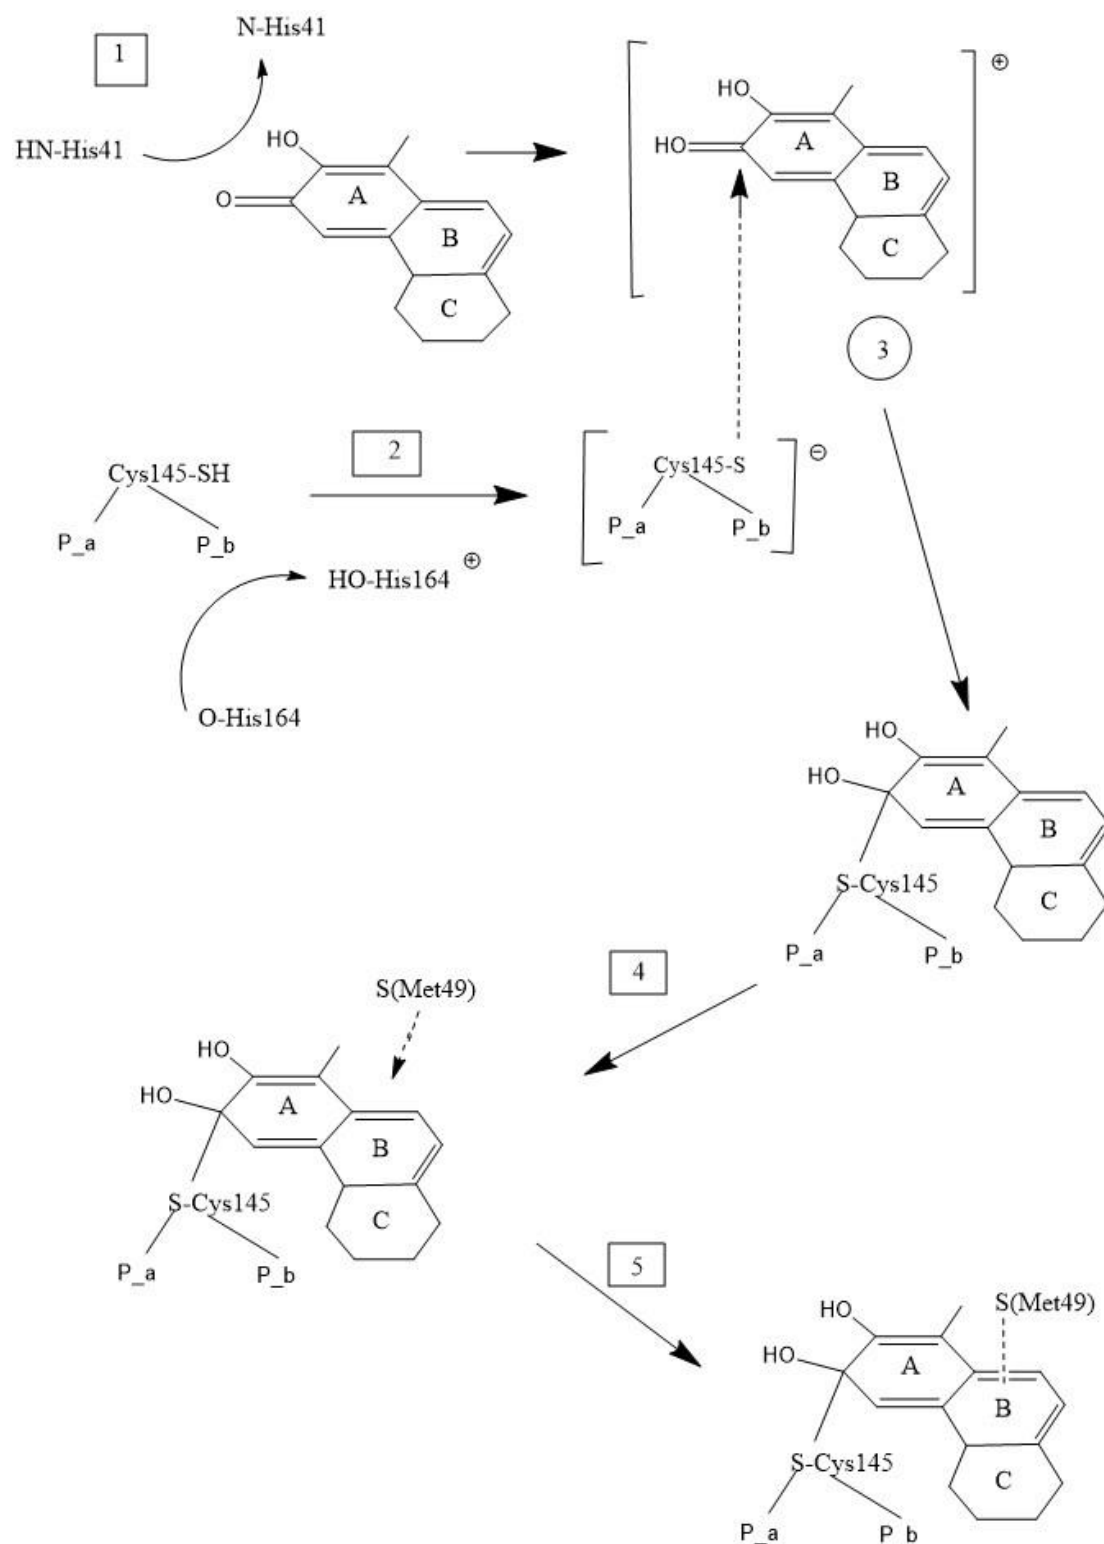 1
N-His41
HN-His41
HO
O
A
B
C
HO
HO
A
B
C
⊕
3
2
Cys145-SH
P_a
P_b
Cys145-S
P_a
P_b
⊖
HO-His164
⊕
O-His164
HO
HO
A
B
C
S-Cys145
P_a
P_b
4
S(Met49)
HO
HO
A
B
C
S-Cys145
P_a
P_b
5
S(Met49)
HO
HO
A
B
C
S-Cys145
P_a
P_b